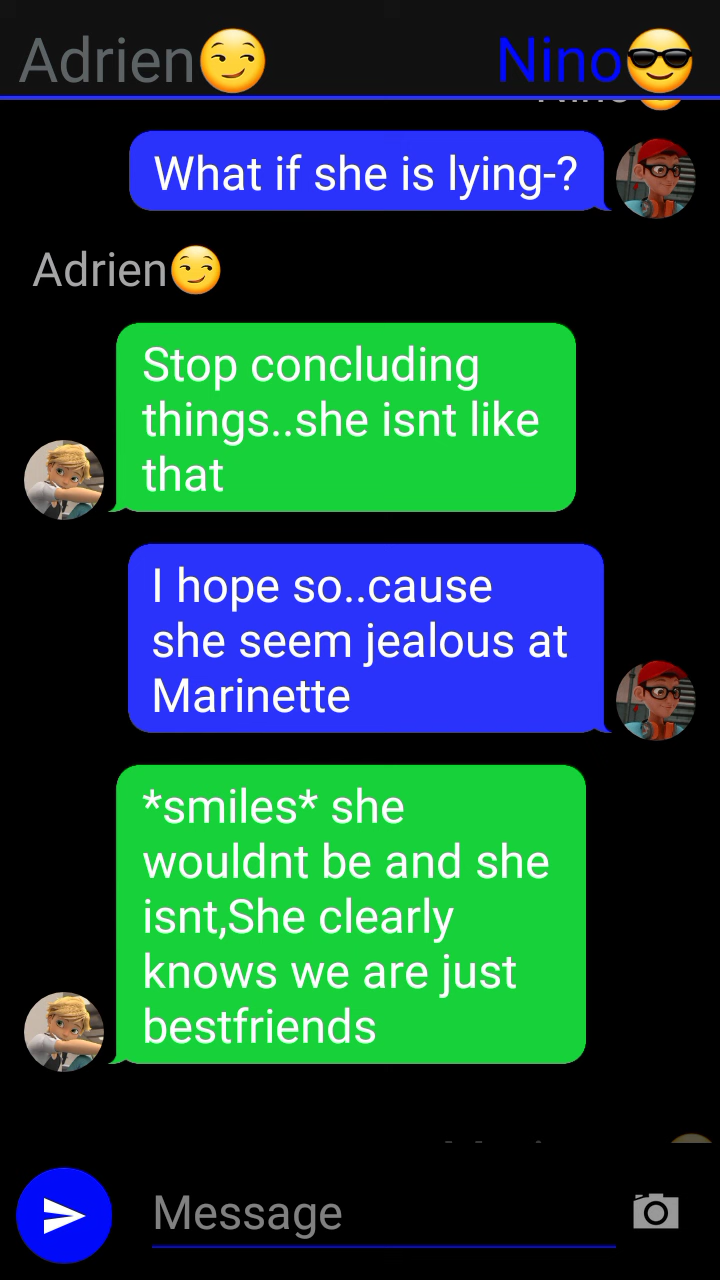 Adrien😏 Nino😎
What if she is lying-?
Adrien😏
Stop concluding
things..she isnt like
that
I hope so..cause
she seem jealous at
Marinette
*smiles* she
wouldnt be and she
isnt,She clearly
knows we are just
bestfriends
Message